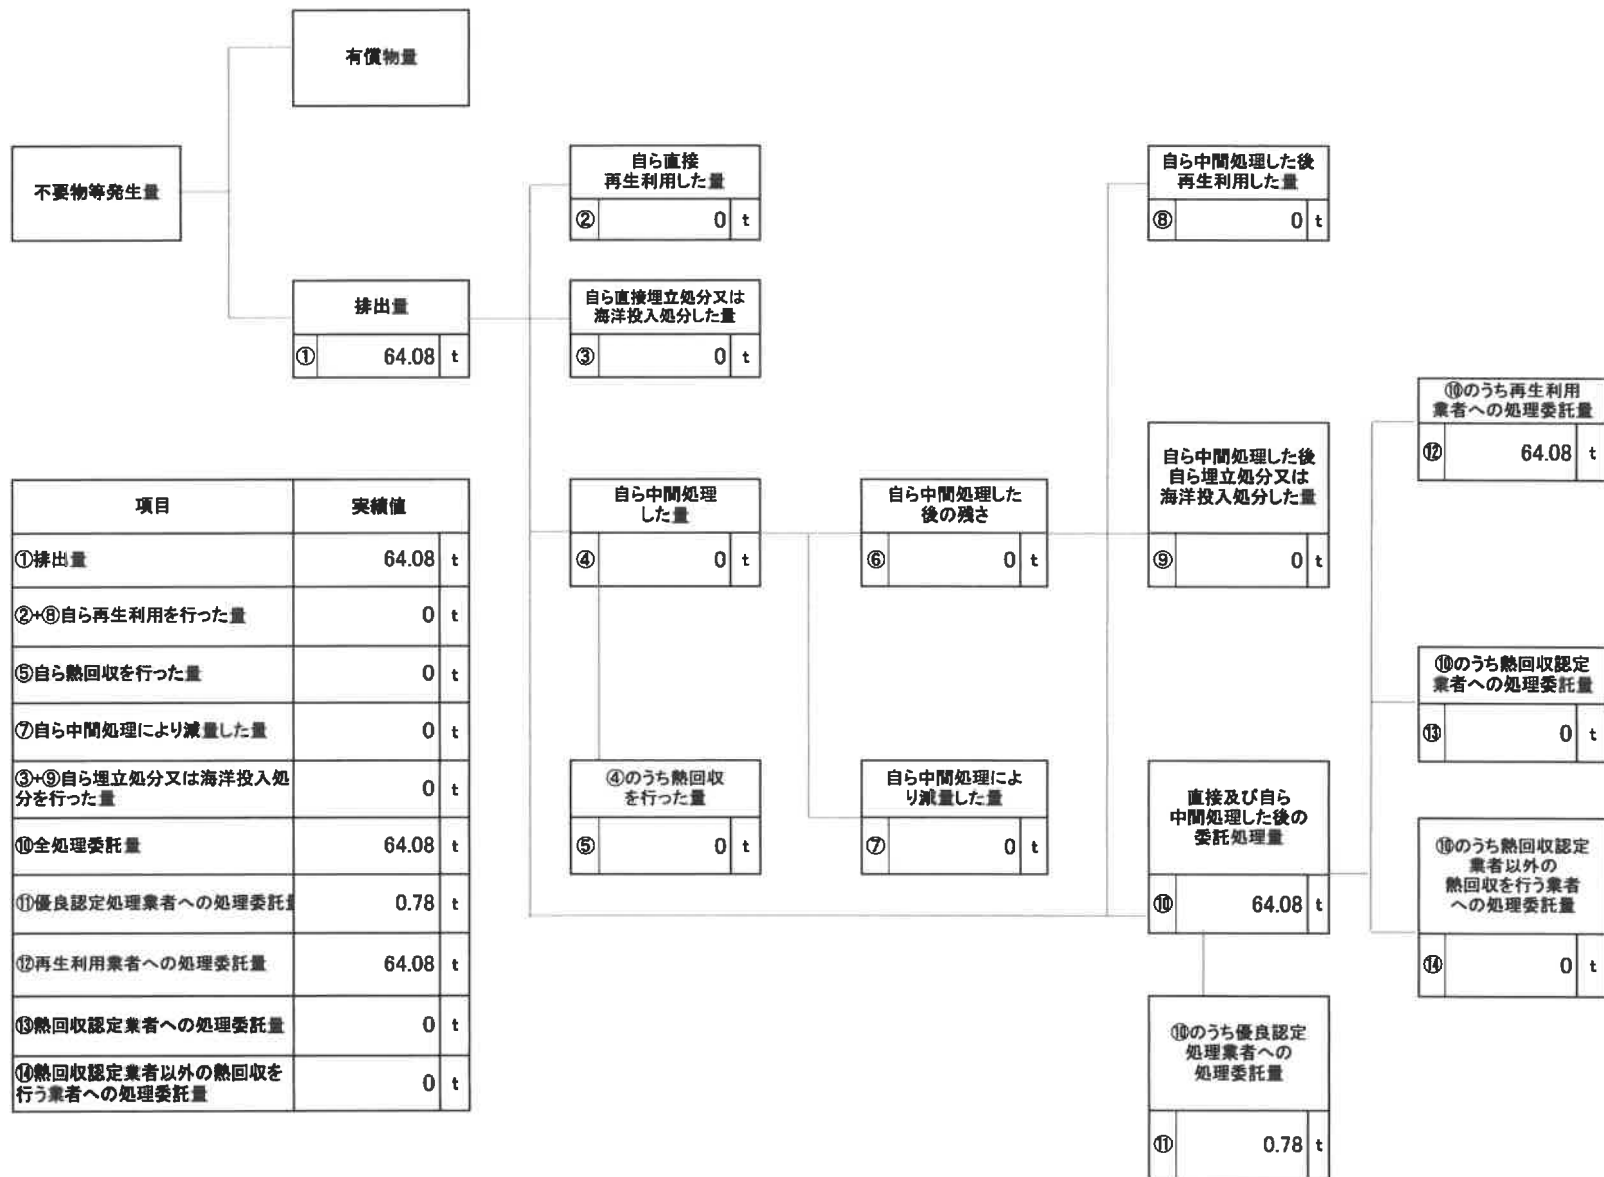 有償物量
不要物等発生量
排出量
① 64.08 t
自ら直接
再生利用した量
② 0 t
自ら直接埋立処分又は
海洋投入処分した量
③ 0 t
自ら中間処理
した量
④ 0 t
④のうち熱回収
を行った量
⑤ 0 t
自ら中間処理した
後の残さ
⑥ 0 t
自ら中間処理によ
り減量した量
⑦ 0 t
自ら中間処理した後
再生利用した量
⑧ 0 t
自ら中間処理した後
自ら埋立処分又は
海洋投入処分した量
⑨ 0 t
直接及び自ら
中間処理した後の
委託処理量
⑩ 64.08 t
⑩のうち優良認定
処理業者への
処理委託量
⑪ 0.78 t
⑩のうち再生利用
業者への処理委託量
⑫ 64.08 t
⑩のうち熱回収認定
業者への処理委託量
⑬ 0 t
⑩のうち熱回収認定
業者以外の
熱回収を行う業者
への処理委託量
⑭ 0 t
項目 実績値
①排出量 64.08 t
②+⑧自ら再生利用を行った量 0 t
⑤自ら熱回収を行った量 0 t
⑦自ら中間処理により減量した量 0 t
③+⑨自ら埋立処分又は海洋投入処
分を行った量 0 t
⑩全処理委託量 64.08 t
⑪優良認定処理業者への処理委託量 0.78 t
⑫再生利用業者への処理委託量 64.08 t
⑬熱回収認定業者への処理委託量 0 t
⑭熱回収認定業者以外の熱回収を
行う業者への処理委託量 0 t